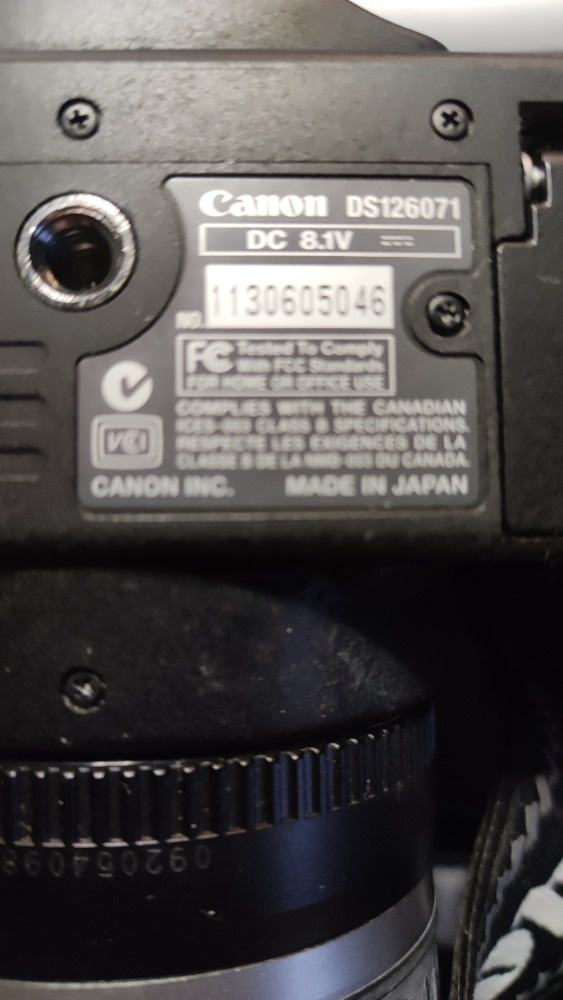 Canon DS126071
DC 8.1V
NO. 1130605046
FC Tested To Comply
With FCC Standards
FOR HOME OR OFFICE USE
COMPLIES WITH THE CANADIAN
ICES-003 CLASS B SPECIFICATIONS.
RESPECTE LES EXIGENCES DE LA
CLASSE B DE LA NMB-003 DU CANADA.
VCI
CANON INC. MADE IN JAPAN
09205409